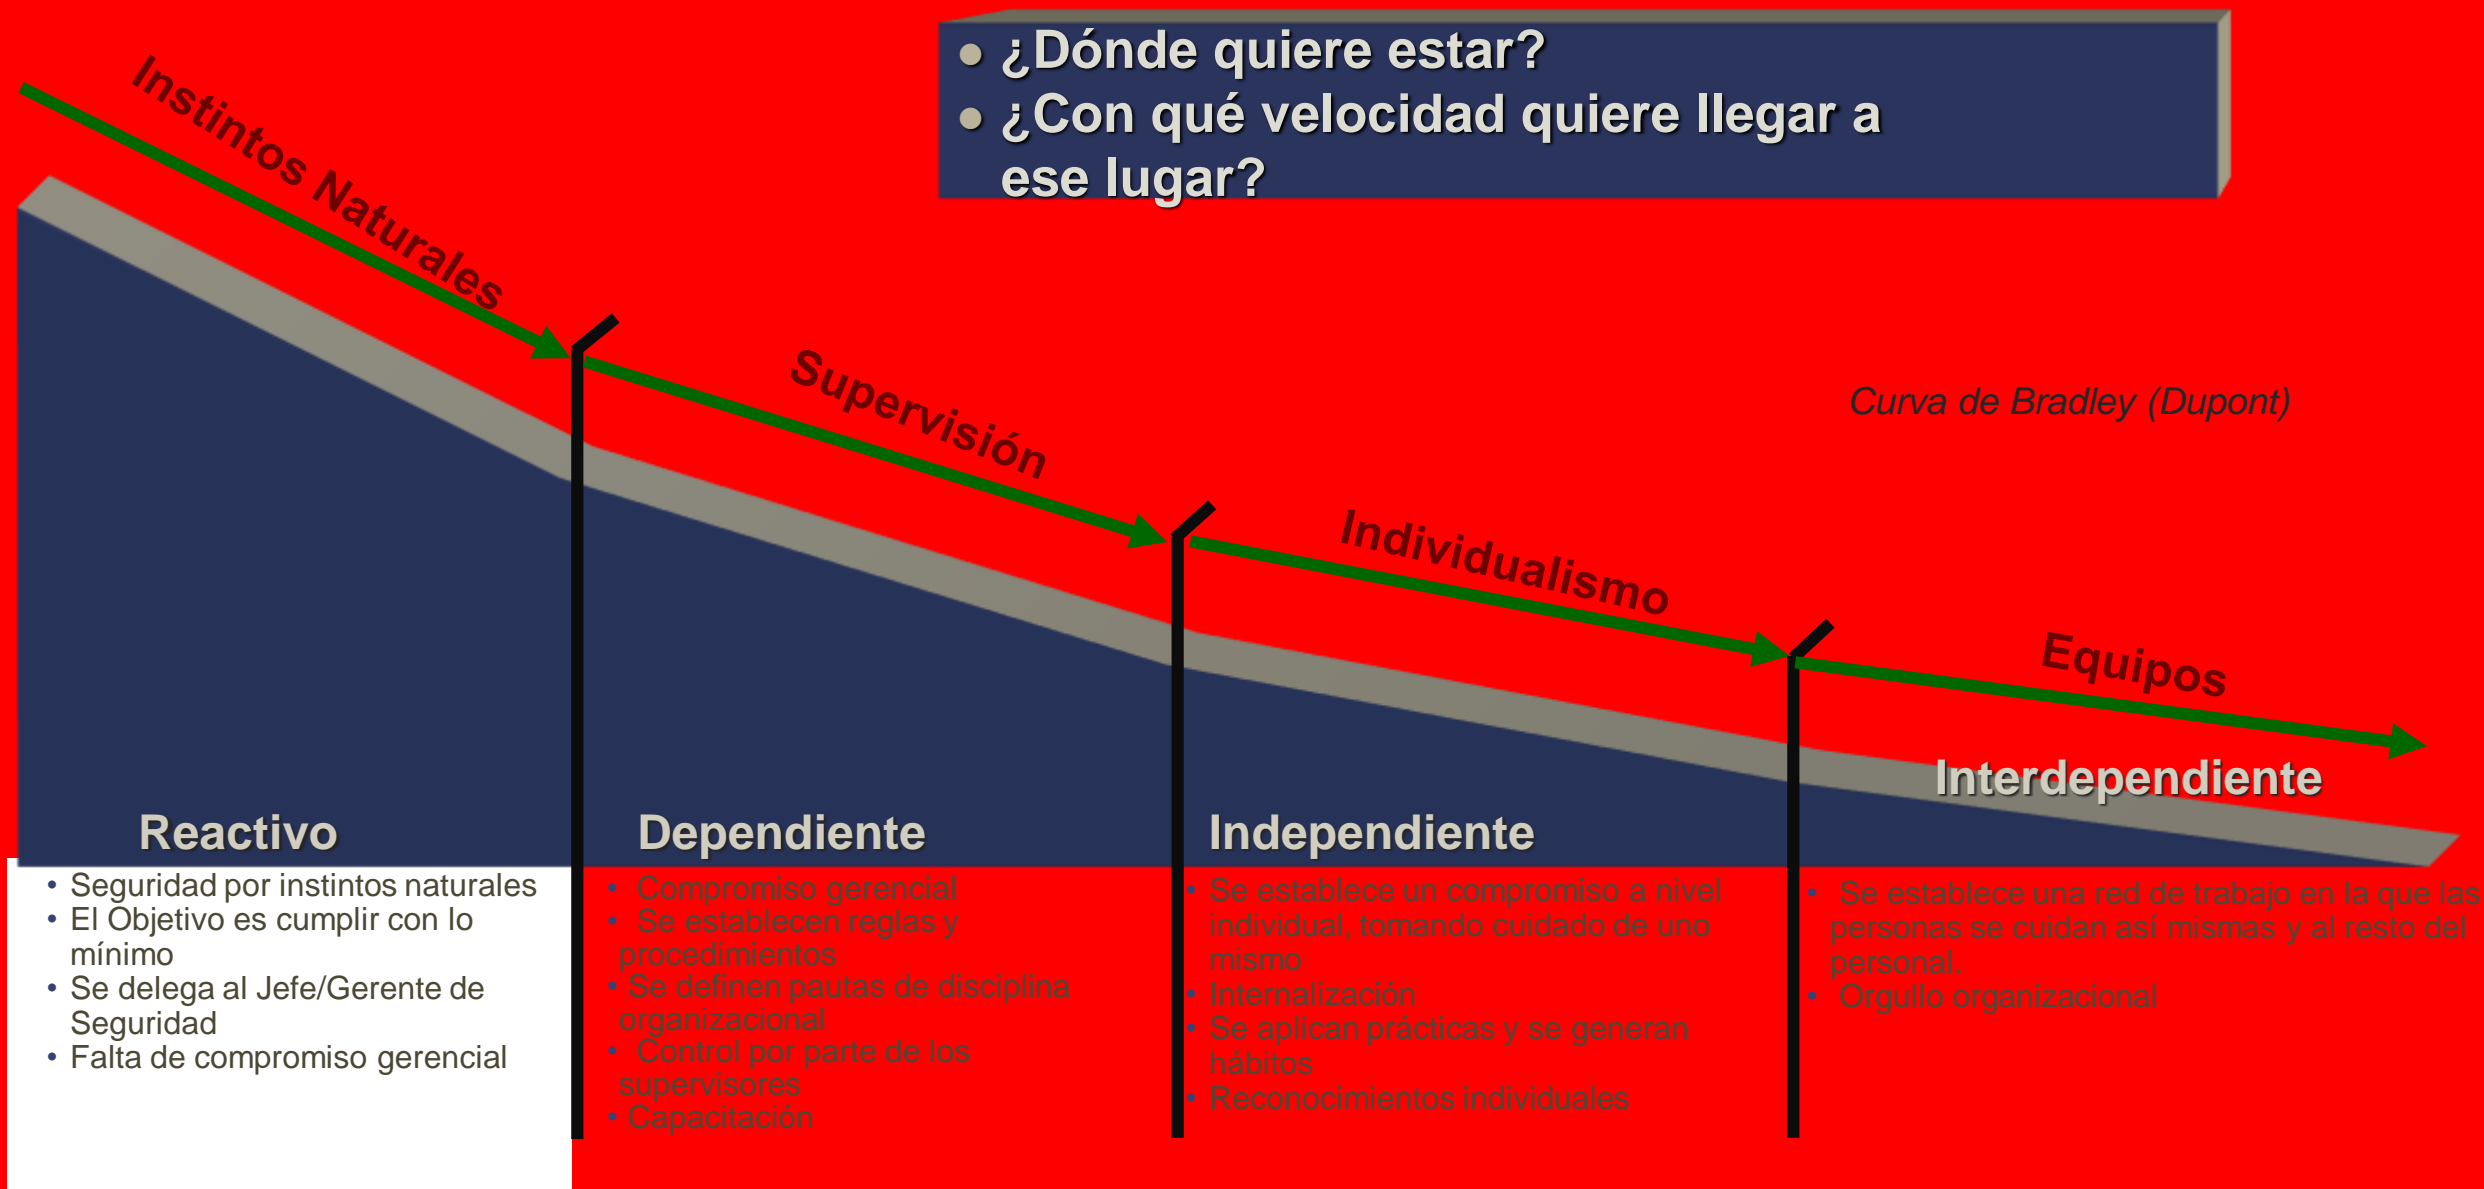 ¿Dónde quiere estar?
¿Con qué velocidad quiere llegar a
ese lugar?
Instintos Naturales
Supervisión
Individualismo
Equipos
Curva de Bradley (Dupont)
Reactivo
• Seguridad por instintos naturales
• El Objetivo es cumplir con lo
mínimo
• Se delega al Jefe/Gerente de
Seguridad
• Falta de compromiso gerencial
Dependiente
• Compromiso gerencial
• Se establecen reglas y
procedimientos
• Se definen pautas de disciplina
organizacional
• Control por parte de los
supervisores
• Capacitación
Independiente
• Se establece un compromiso a nivel
individual, tomando cuidado de uno
mismo
• Internalización
• Se aplican prácticas y se generan
hábitos
• Reconocimientos individuales
Interdependiente
• Se establece una red de trabajo en la que las
personas se cuidan así mismas y al resto del
personal.
• Orgullo organizacional